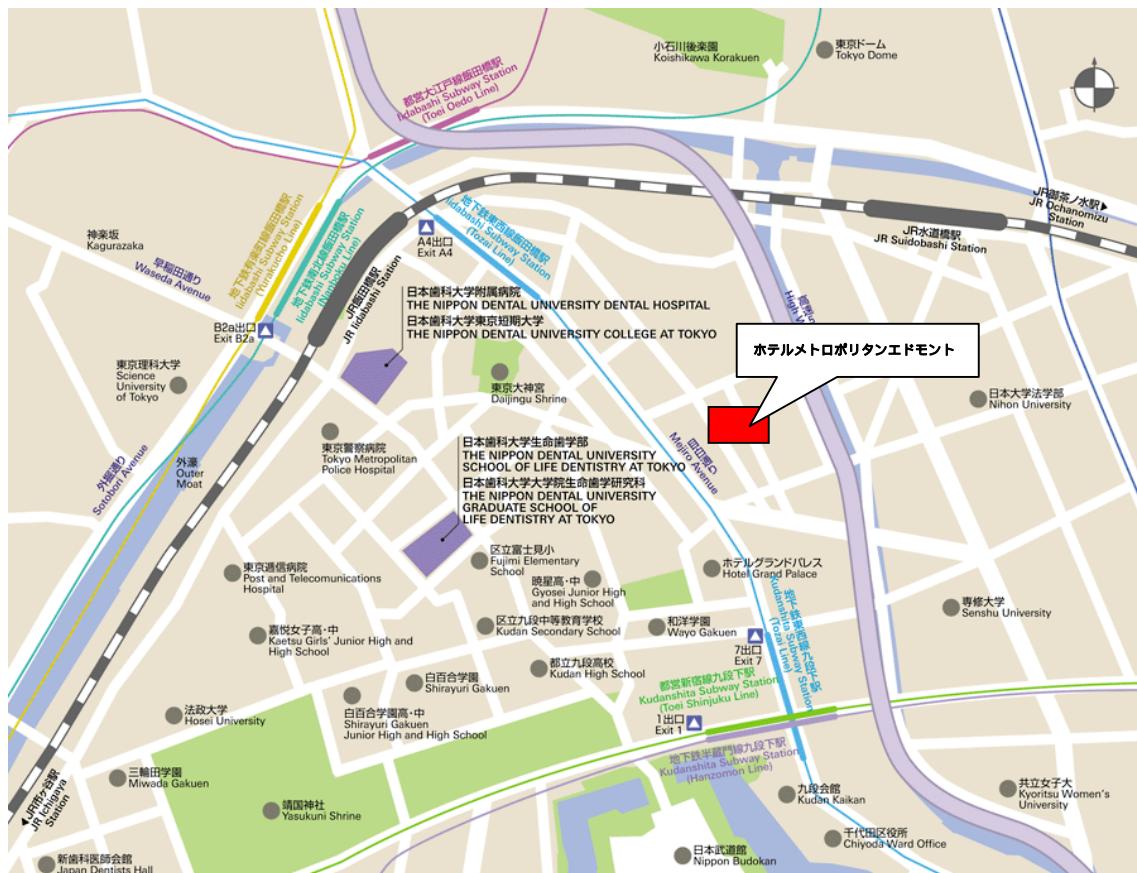 小石川後楽園
Koishikawa Korakuen
東京ドーム
Tokyo Dome
都営大江戸線飯田橋駅
Iidabashi Subway Station
(Toei Oedo Line)
JR御茶ノ水駅▶
JR Ochanomizu
Station
JR水道橋駅
JR Suidobashi Station
地下鉄東西線飯田橋駅
Iidabashi Subway Station
(Tozai Line)
A4出口
Exit A4
地下鉄有楽町線飯田橋駅
Iidabashi Subway Station
(Yurakucho Line)
地下鉄南北線飯田橋駅
Iidabashi Subway Station
(Nanboku Line)
JR飯田橋駅
JR Iidabashi Station
神楽坂
Kagurazaka
早稲田通り
Waseda Avenue
B2a出口
Exit B2a
日本歯科大学附属病院
THE NIPPON DENTAL UNIVERSITY DENTAL HOSPITAL
日本歯科大学東京短期大学
THE NIPPON DENTAL UNIVERSITY COLLEGE AT TOKYO
High W
ホテルメトロポリタンエドモント
東京理科大学
Science
University
of Tokyo
東京大神宮
Daijingu Shrine
日本大学法学部
Nihon University
目白通り
Mejiro Avenue
東京警察病院
Tokyo Metropolitan
Police Hospital
外堀通り
Sotobori Avenue
外濠
Outer
Moat
日本歯科大学生命歯学部
THE NIPPON DENTAL UNIVERSITY
SCHOOL OF LIFE DENTISTRY AT TOKYO
日本歯科大学大学院生命歯学研究科
THE NIPPON DENTAL UNIVERSITY
GRADUATE SCHOOL OF
LIFE DENTISTRY AT TOKYO
東京逓信病院
Post and Telecommunications
Hospital
区立富士見小
Fujimi Elementary
School
暁星高・中
Gyosei Junior High
and High School
ホテルグランドパレス
Hotel Grand Palace
専修大学
Senshu University
嘉悦女子高・中
Kaetsu Girls' Junior High and
High School
区立九段中等教育学校
Kudan Secondary School
和洋学園
Wayo Gakuen
7出口
Exit 7
地下鉄東西線九段下駅
Kudanshita Subway Station
(Tozai Line)
都立九段高校
Kudan High School
白百合学園
Shirayuri Gakuen
白百合学園高・中
Shirayuri Gakuen
Junior High and High School
法政大学
Hosei University
都営新宿線九段下駅
Kudanshita Subway Station
(Toei Shinjuku Line)
1出口
Exit 1
地下鉄半蔵門線九段下駅
Kudanshita Subway Station
(Hanzomon Line)
三輪田学園
Miwada Gakuen
◀JR市ヶ谷駅
JR Ichigaya
Station
靖国神社
Yasukuni Shrine
九段会館
Kudan Kaikan
共立女子大
Kyoritsu Women's
University
千代田区役所
Chiyoda Ward Office
日本武道館
Nippon Budokan
新歯科医師会館
Japan Dentists Hall